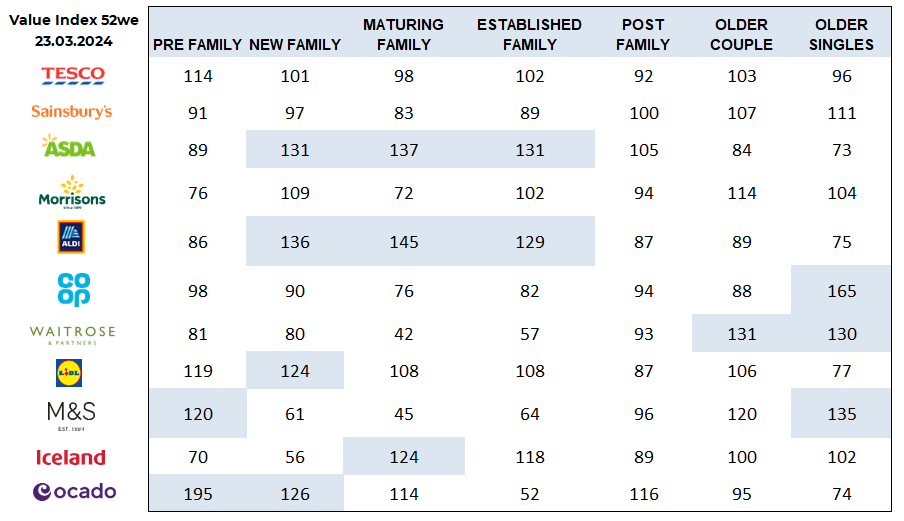 Value Index 52we
23.03.2024
PRE FAMILY NEW FAMILY MATURING FAMILY ESTABLISHED FAMILY POST FAMILY OLDER COUPLE OLDER SINGLES
TESCO 114 101 98 102 92 103 96
Sainsbury's 91 97 83 89 100 107 111
ASDA 89 131 137 131 105 84 73
Morrisons Since 1899 76 109 72 102 94 114 104
ALDI 86 136 145 129 87 89 75
CO OP 98 90 76 82 94 88 165
WAITROSE & PARTNERS 81 80 42 57 93 131 130
LIDL 119 124 108 108 87 106 77
M&S EST. 1884 120 61 45 64 96 120 135
Iceland 70 56 124 118 89 100 102
ocado 195 126 114 52 116 95 74